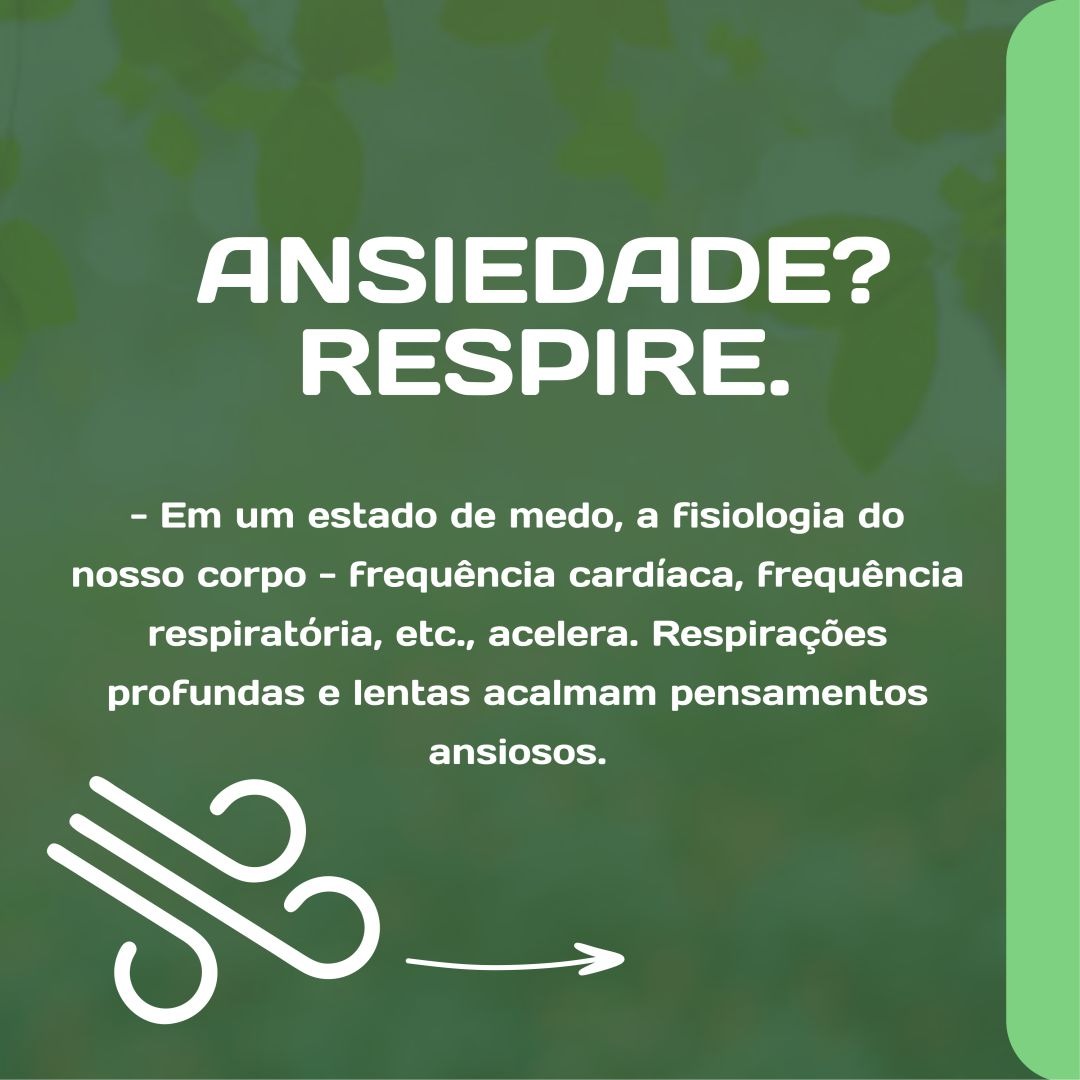 ANSIEDADE?
RESPIRE.
- Em um estado de medo, a fisiologia do
nosso corpo - frequência cardíaca, frequência
respiratória, etc., acelera. Respirações
profundas e lentas acalmam pensamentos
ansiosos.